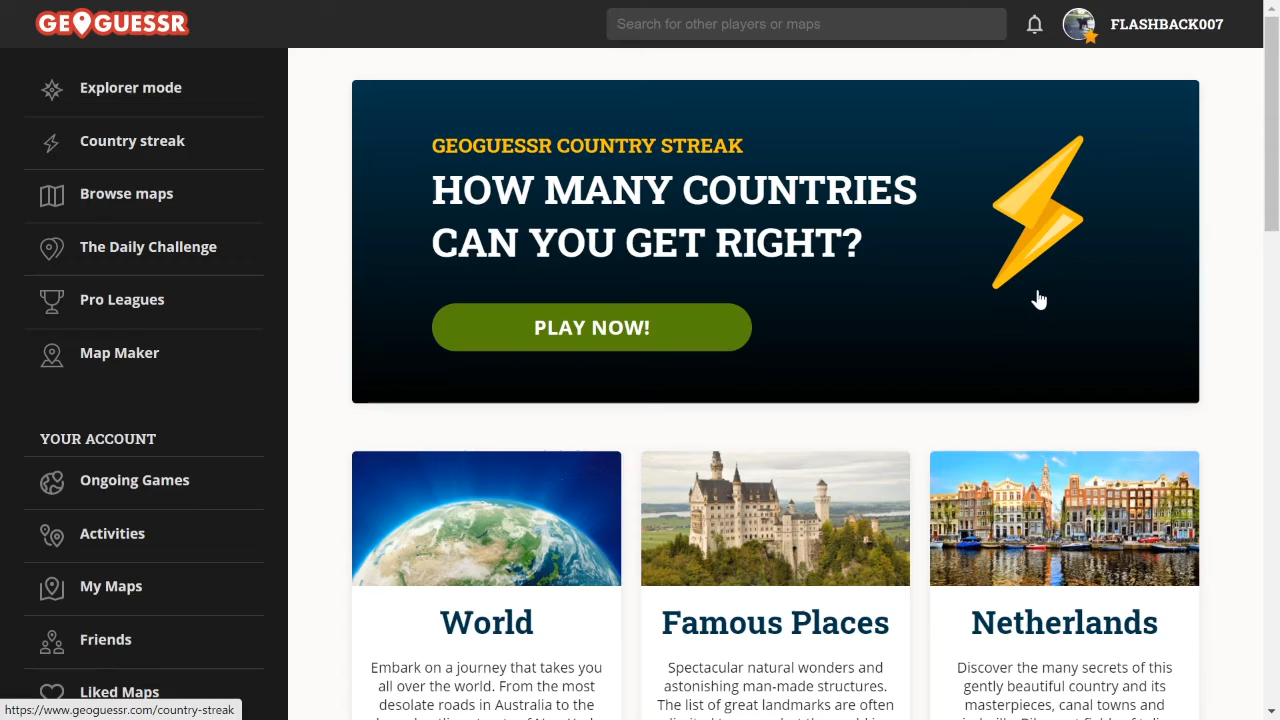 GEOGUESSR
Search for other players or maps
FLASHBACK007
Explorer mode
Country streak
Browse maps
The Daily Challenge
Pro Leagues
Map Maker
YOUR ACCOUNT
Ongoing Games
Activities
My Maps
Friends
Liked Maps
https://www.geoguessr.com/country-streak
GEOGUESSR COUNTRY STREAK
HOW MANY COUNTRIES
CAN YOU GET RIGHT?
PLAY NOW!
World
Embark on a journey that takes you
all over the world. From the most
desolate roads in Australia to the
Famous Places
Spectacular natural wonders and
astonishing man-made structures.
The list of great landmarks are often
Netherlands
Discover the many secrets of this
gently beautiful country and its
masterpieces, canal towns and